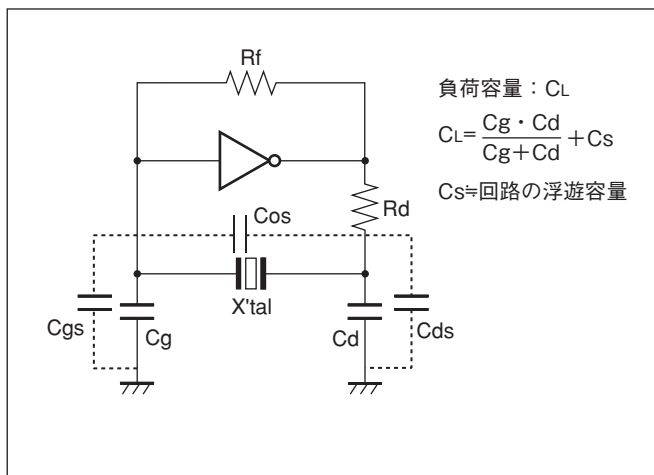 Rf
負荷容量：CL
CL= Cg・Cd / Cg+Cd +Cs
Cs≒回路の浮遊容量
Rd
Cos
X'tal
Cgs
Cg
Cd
Cds